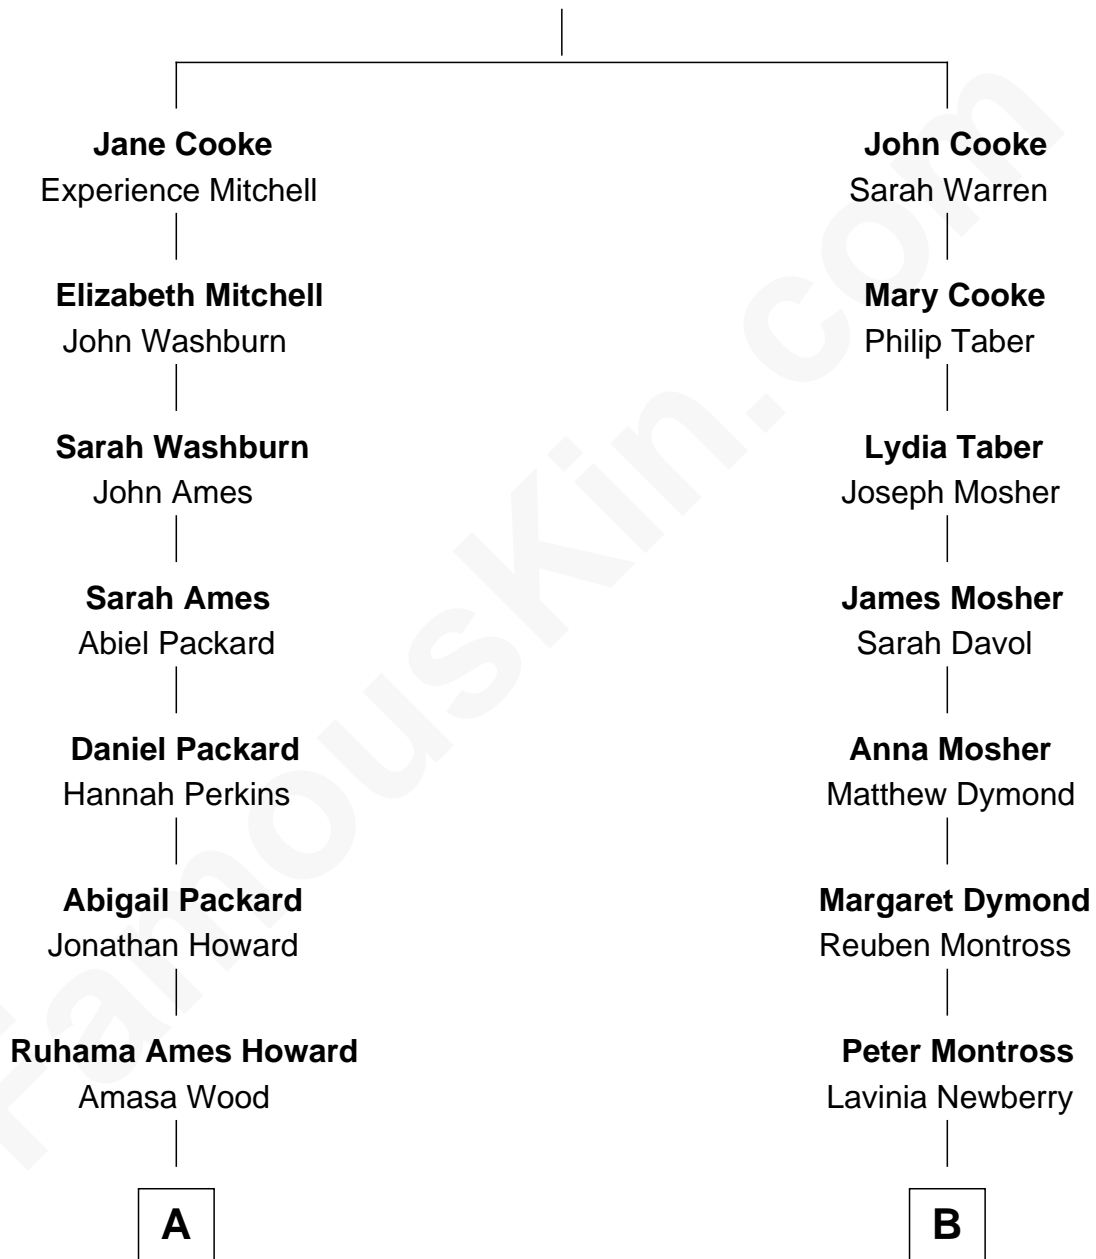 Jane Cooke
Experience Mitchell
Elizabeth Mitchell
John Washburn
Sarah Washburn
John Ames
Sarah Ames
Abiel Packard
Daniel Packard
Hannah Perkins
Abigail Packard
Jonathan Howard
Ruhama Ames Howard
Amasa Wood
A
John Cooke
Sarah Warren
Mary Cooke
Philip Taber
Lydia Taber
Joseph Mosher
James Mosher
Sarah Davol
Anna Mosher
Matthew Dymond
Margaret Dymond
Reuben Montross
Peter Montross
Lavinia Newberry
B
FamousKin.com